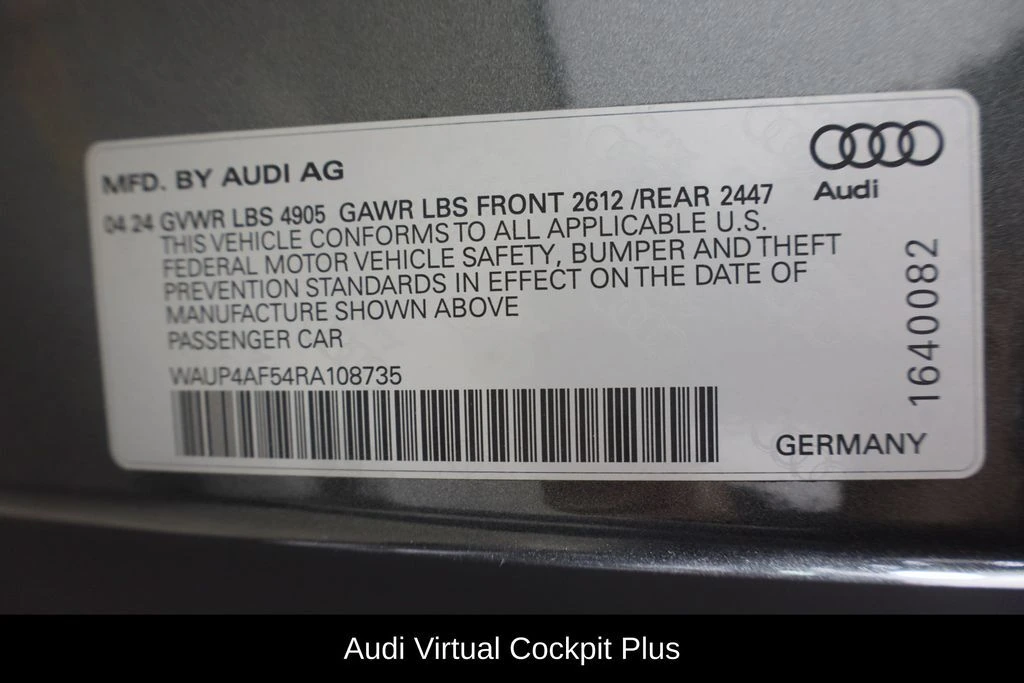 MFD. BY AUDI AG
Audi
04 24 GVWR LBS 4905 GAWR LBS FRONT 2612 /REAR 2447
THIS VEHICLE CONFORMS TO ALL APPLICABLE U.S.
FEDERAL MOTOR VEHICLE SAFETY, BUMPER AND THEFT
PREVENTION STANDARDS IN EFFECT ON THE DATE OF
MANUFACTURE SHOWN ABOVE
PASSENGER CAR
WAUP4AF54RA108735
1640082
GERMANY
Audi Virtual Cockpit Plus